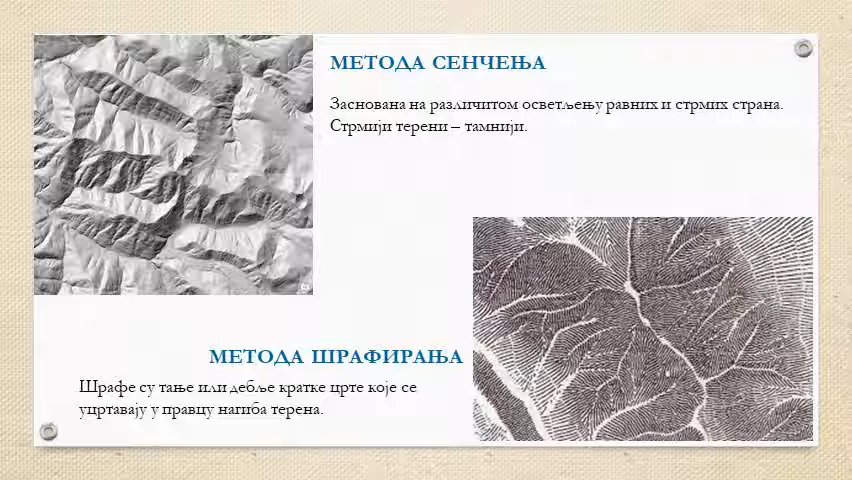 МЕТОДА СЕНЧЕЊА
Заснована на различитом осветљењу равних и стрмих страна.
Стрмији терени – тамнији.
МЕТОДА ШРАФИРАЊА
Шрафе су тање или дебље кратке црте које се
уцртавају у правцу нагиба терена.